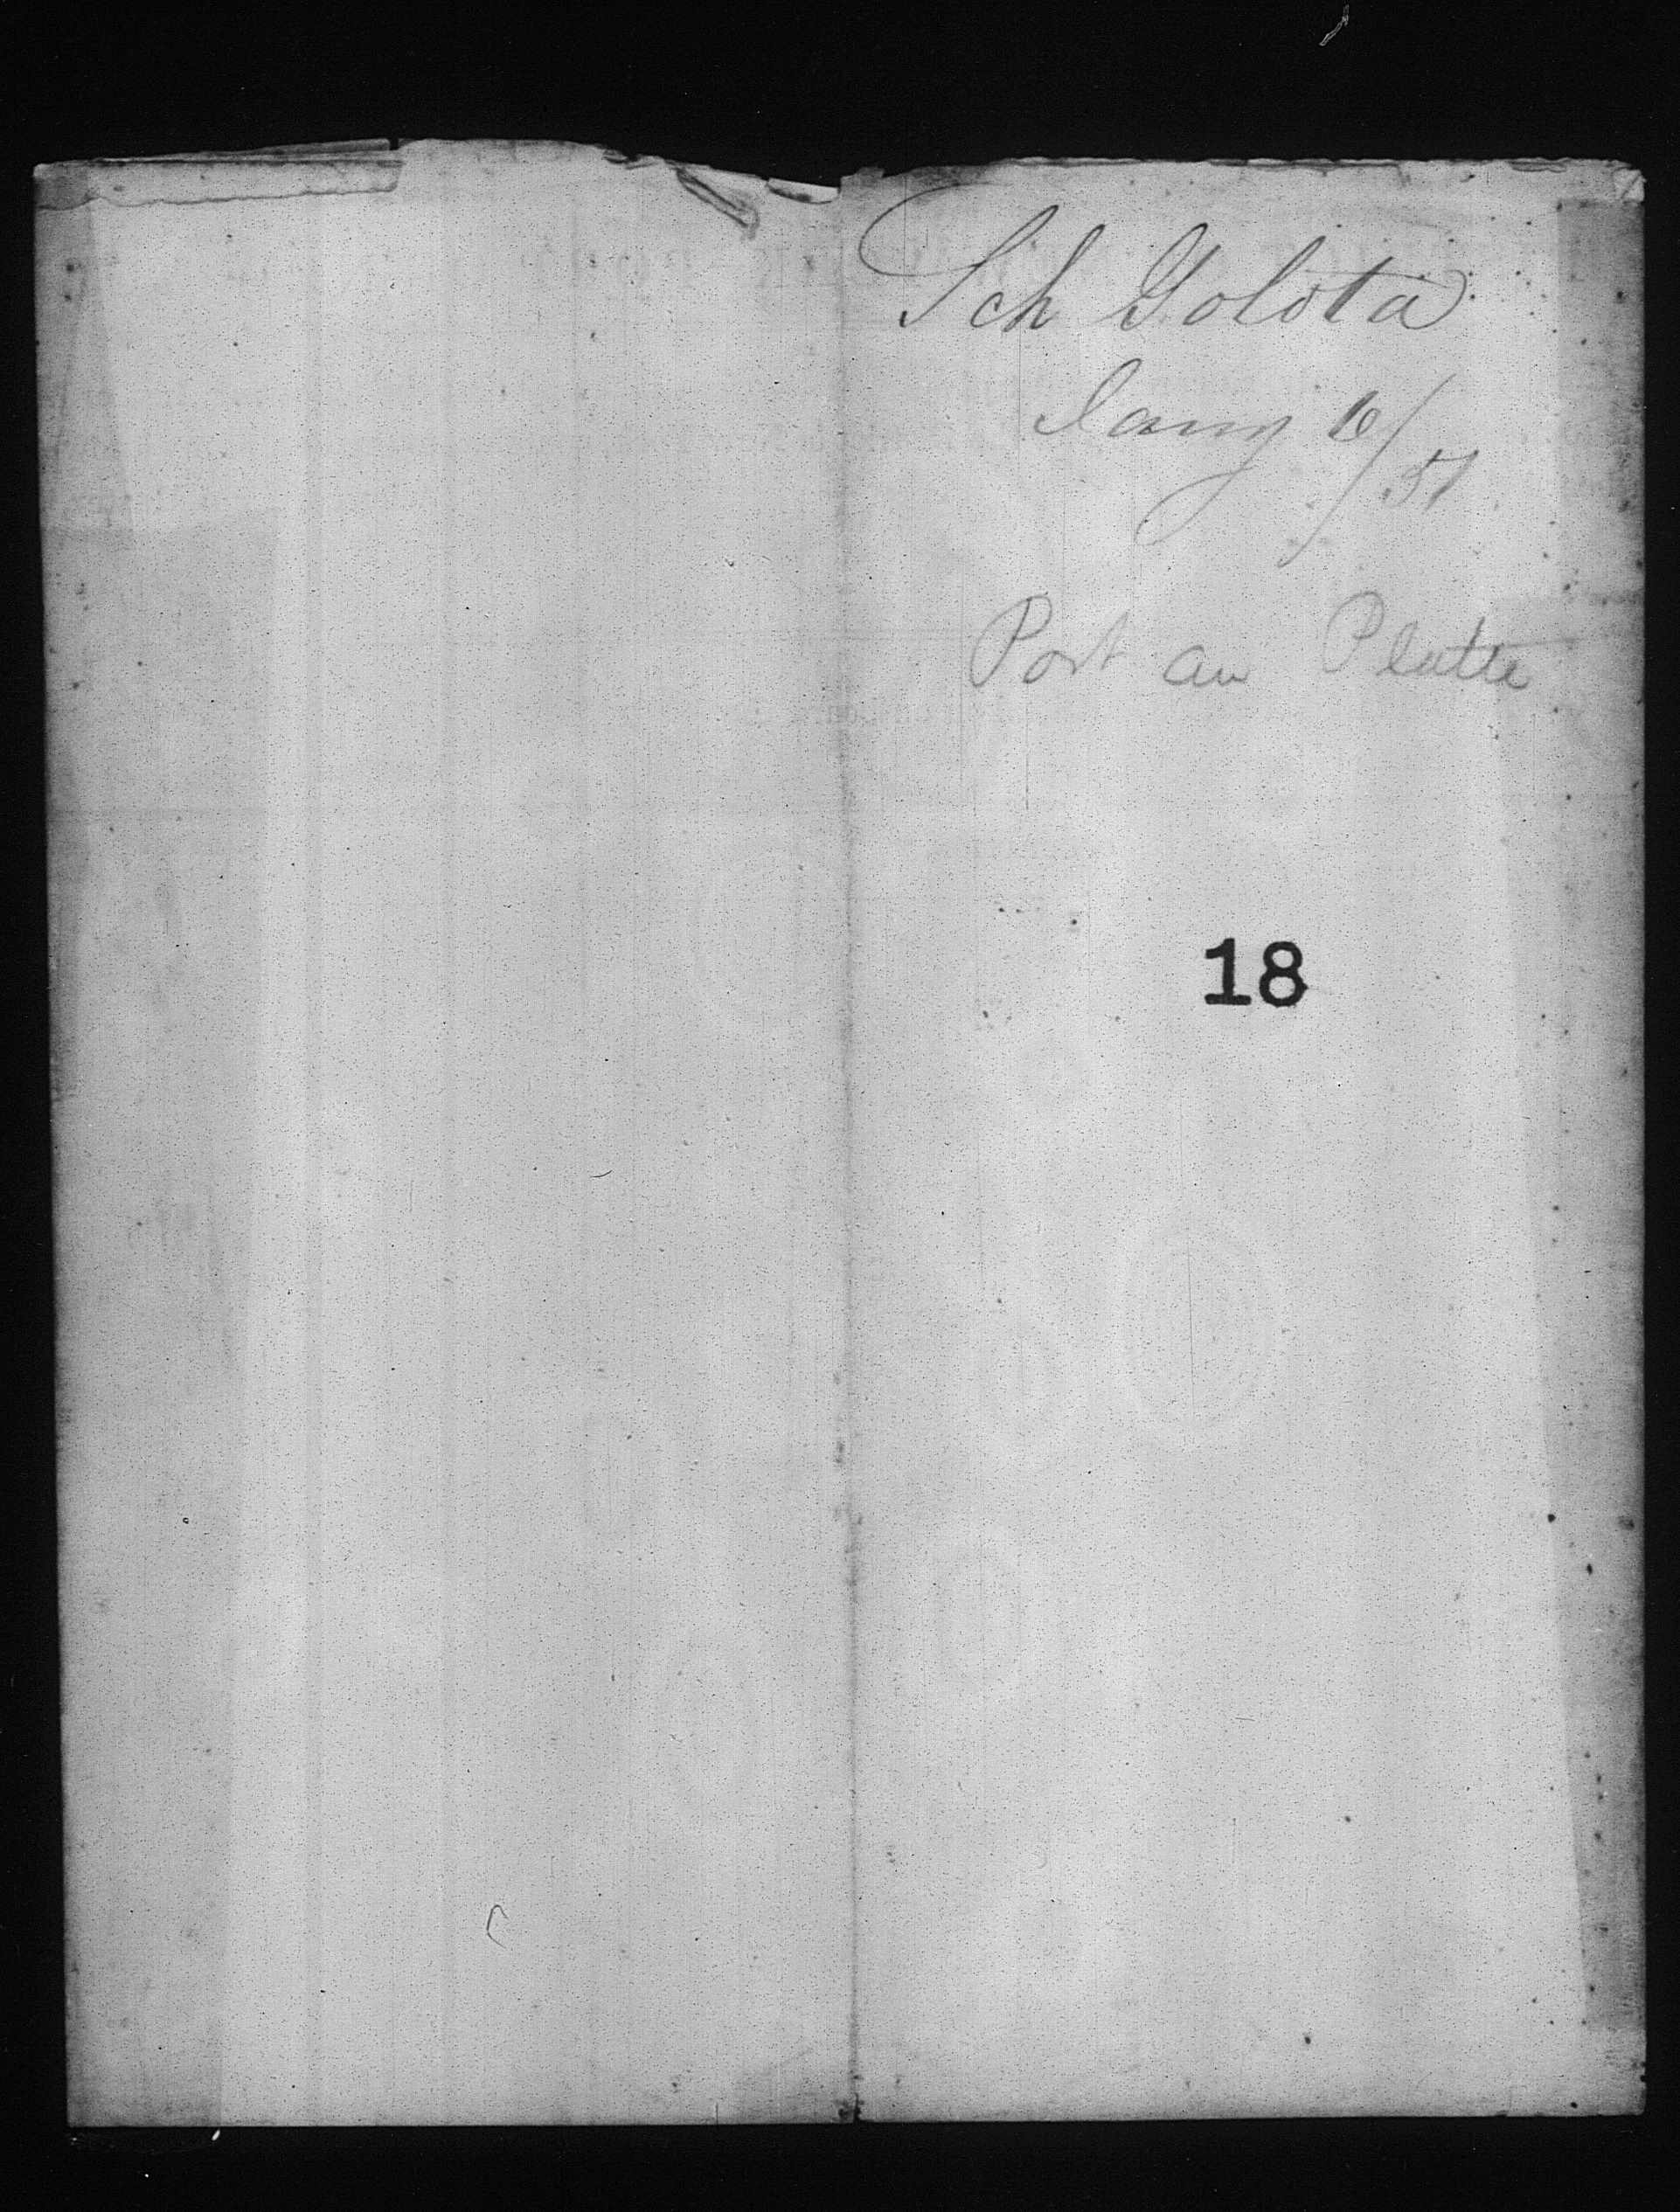 Sch Golota
Jany 6/51
Port au Platte
18